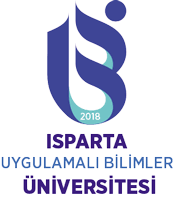 2018
ISPARTA
UYGULAMALI BİLİMLER
ÜNİVERSİTESİ